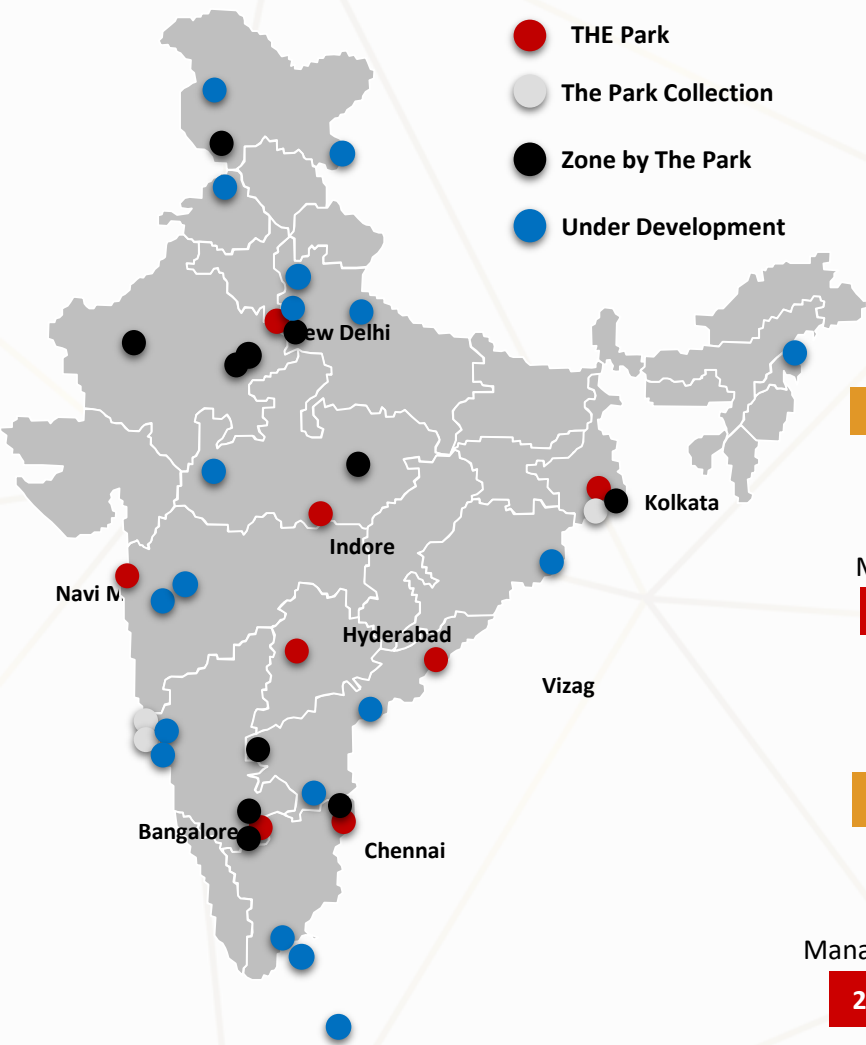 THE Park
The Park Collection
Zone by The Park
Under Development
ew Delhi
Kolkata
Indore
Navi M
Hyderabad
Vizag
Bangalore
Chennai
Mana
2